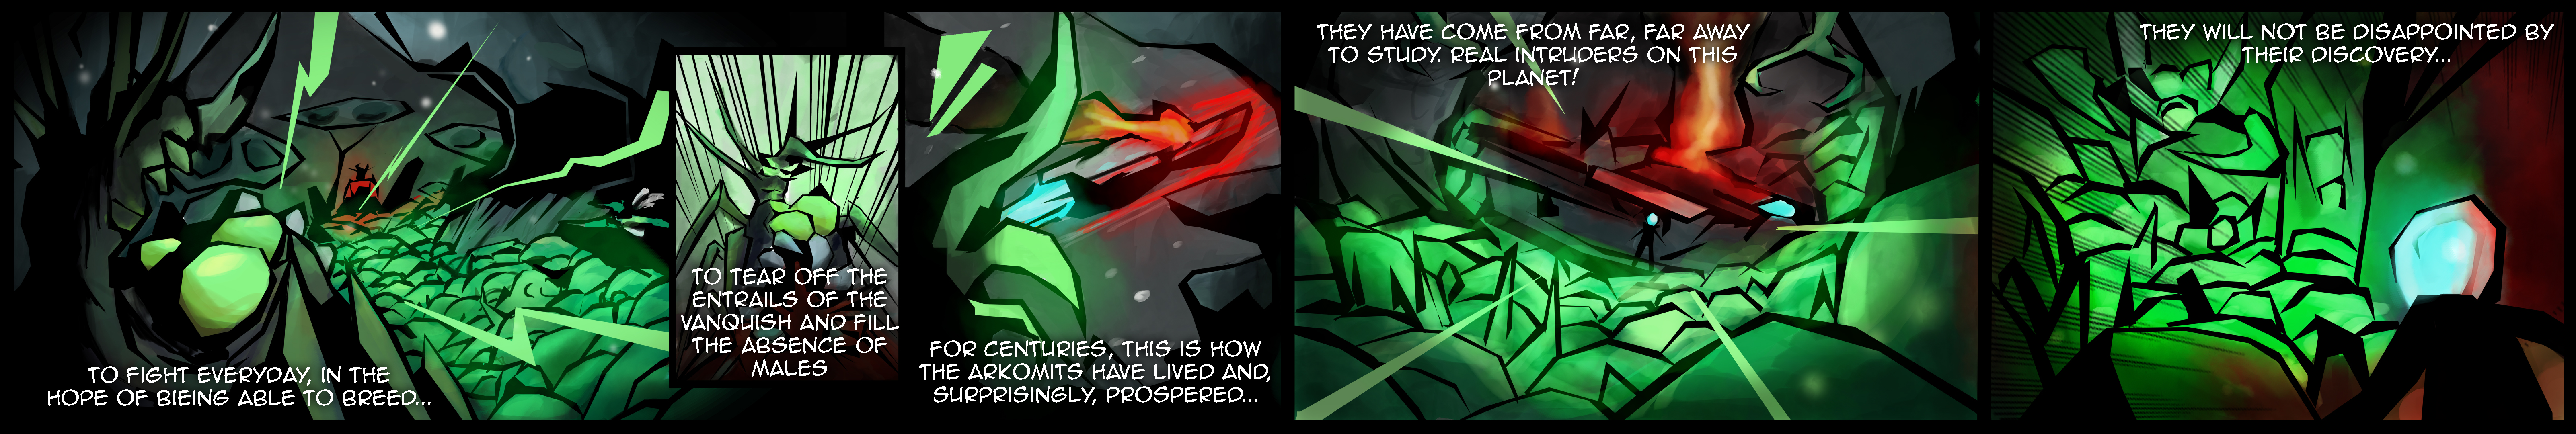 TO FIGHT EVERYDAY, IN THE
HOPE OF BIEING ABLE TO BREED...
TO TEAR OFF THE
ENTRAILS OF THE
VANQUISH AND FILL
THE ABSENCE OF
MALES
FOR CENTURIES, THIS IS HOW
THE ARKOMITS HAVE LIVED AND,
SURPRISINGLY, PROSPERED...
THEY HAVE COME FROM FAR, FAR AWAY
TO STUDY. REAL INTRUDERS ON THIS
PLANET!
THEY WILL NOT BE DISAPPOINTED BY
THEIR DISCOVERY...